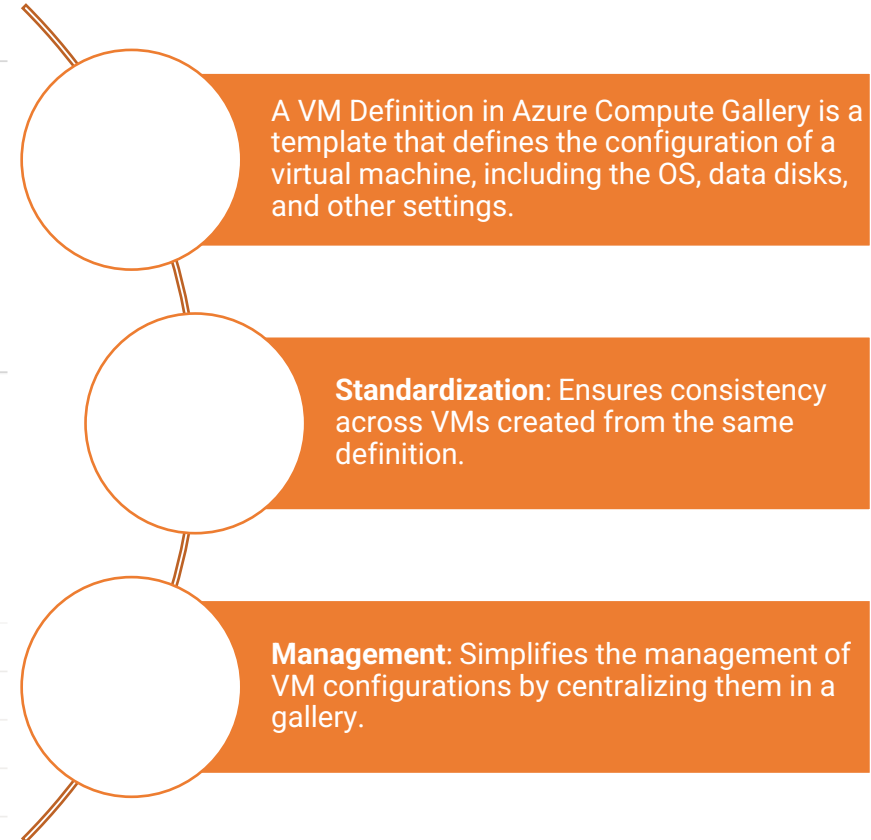 A VM Definition in Azure Compute Gallery is a
template that defines the configuration of a
virtual machine, including the OS, data disks,
and other settings.
Standardization: Ensures consistency
across VMs created from the same
definition.
Management: Simplifies the management of
VM configurations by centralizing them in a
gallery.